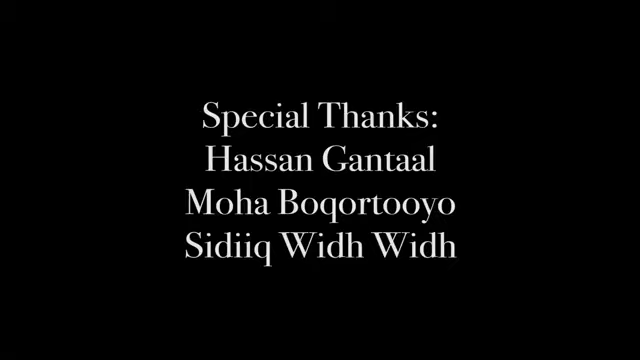 Special Thanks:
Hassan Gantaal
Moha Boqortooyo
Sidiiq Widh Widh